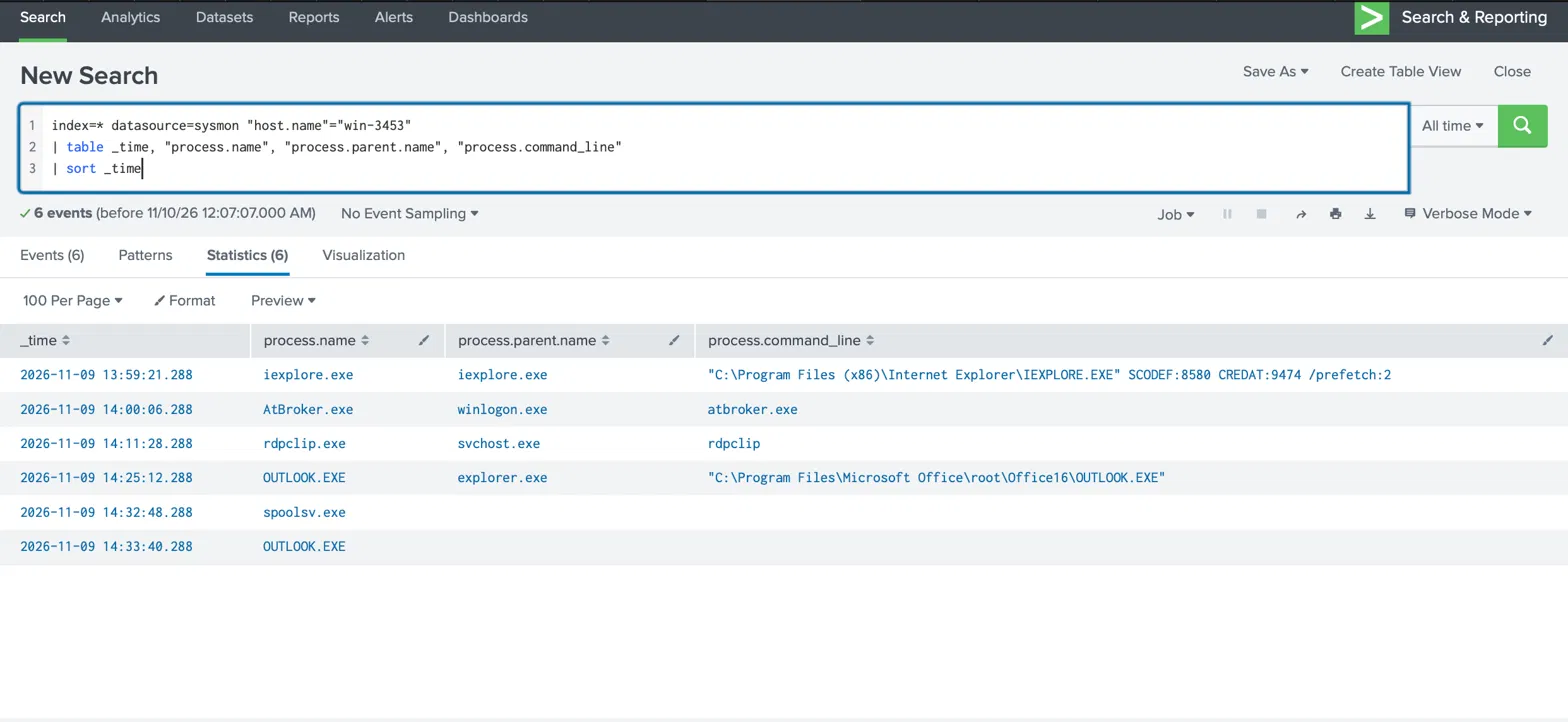 Search Analytics Datasets Reports Alerts Dashboards > Search & Reporting
New Search Save As Create Table View Close
1 index=* datasource=sysmon "host.name"="win-3453"
2 | table _time, "process.name", "process.parent.name", "process.command_line"
3 | sort _time
All time
6 events (before 11/10/26 12:07:07.000 AM) No Event Sampling Job Verbose Mode
Events (6) Patterns Statistics (6) Visualization
100 Per Page Format Preview
_time process.name process.parent.name process.command_line
2026-11-09 13:59:21.288 iexplore.exe iexplore.exe "C:\Program Files (x86)\Internet Explorer\IEXPLORE.EXE" SCODEF:8580 CREDAT:9474 /prefetch:2
2026-11-09 14:00:06.288 AtBroker.exe winlogon.exe atbroker.exe
2026-11-09 14:11:28.288 rdpclip.exe svchost.exe rdpclip
2026-11-09 14:25:12.288 OUTLOOK.EXE explorer.exe "C:\Program Files\Microsoft Office\root\Office16\OUTLOOK.EXE"
2026-11-09 14:32:48.288 spoolsv.exe
2026-11-09 14:33:40.288 OUTLOOK.EXE